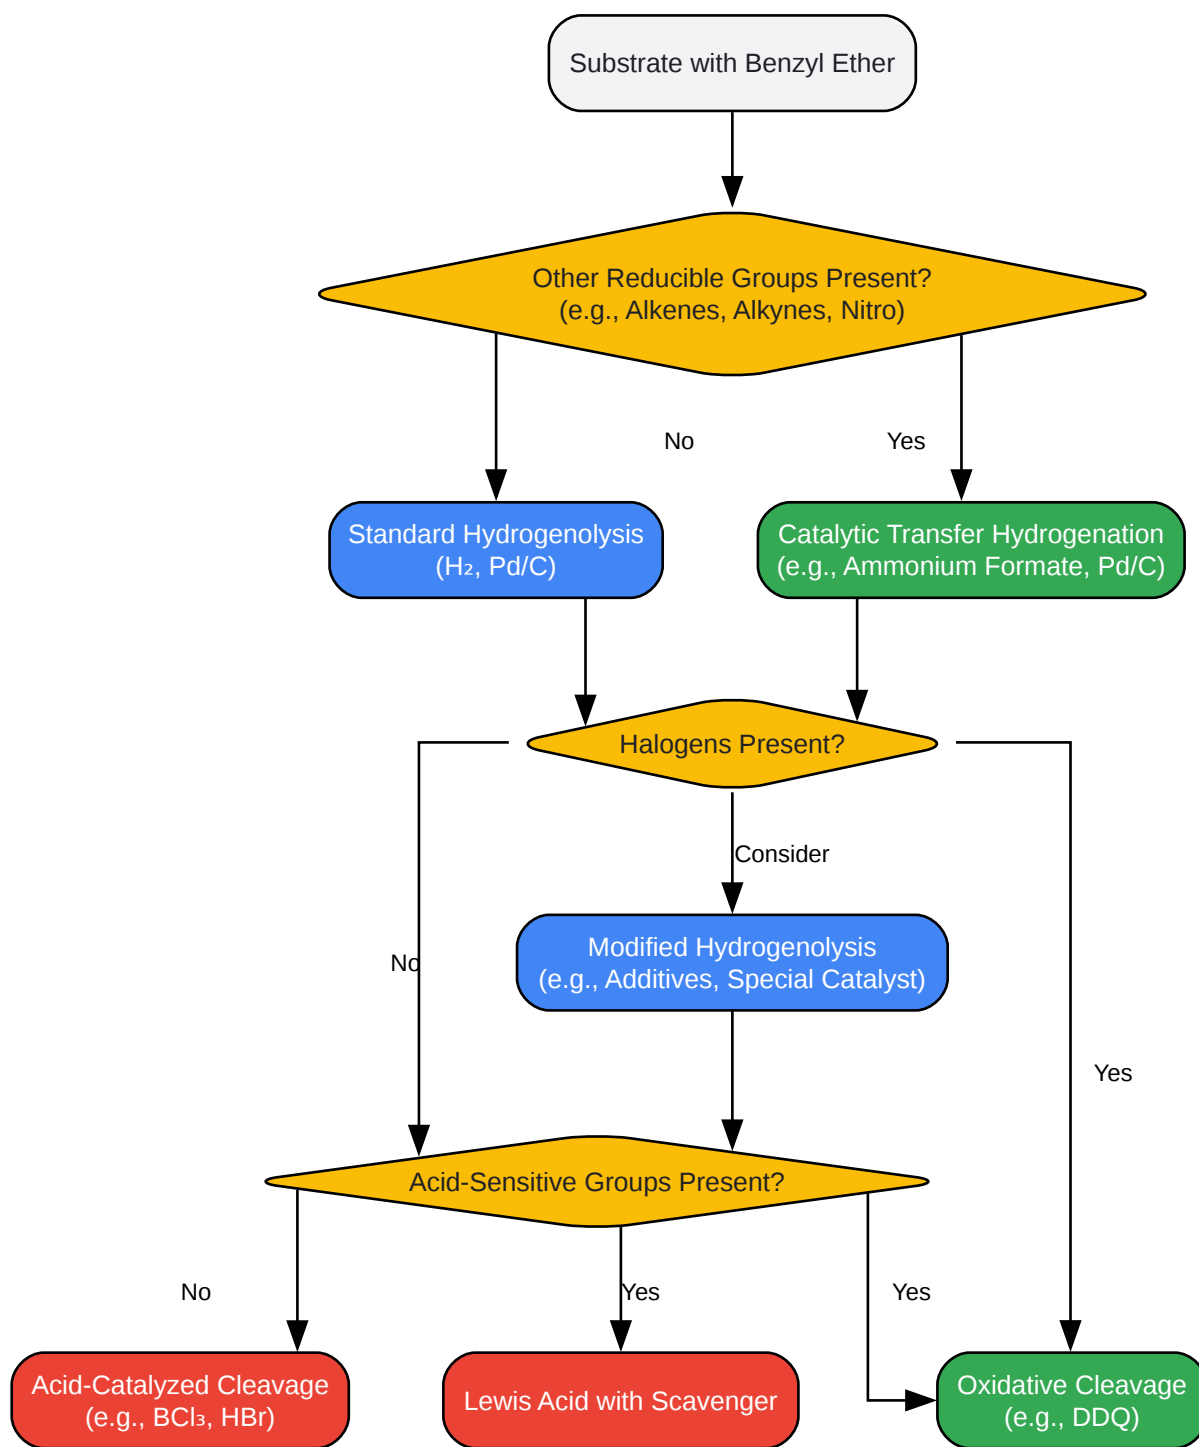 Substrate with Benzyl Ether
Other Reducible Groups Present?
(e.g., Alkenes, Alkynes, Nitro)
No
Yes
Standard Hydrogenolysis
(H₂, Pd/C)
Catalytic Transfer Hydrogenation
(e.g., Ammonium Formate, Pd/C)
Halogens Present?
Consider
Modified Hydrogenolysis
(e.g., Additives, Special Catalyst)
No
Yes
Acid-Sensitive Groups Present?
No
Yes
Yes
Acid-Catalyzed Cleavage
(e.g., BCl₃, HBr)
Lewis Acid with Scavenger
Oxidative Cleavage
(e.g., DDQ)